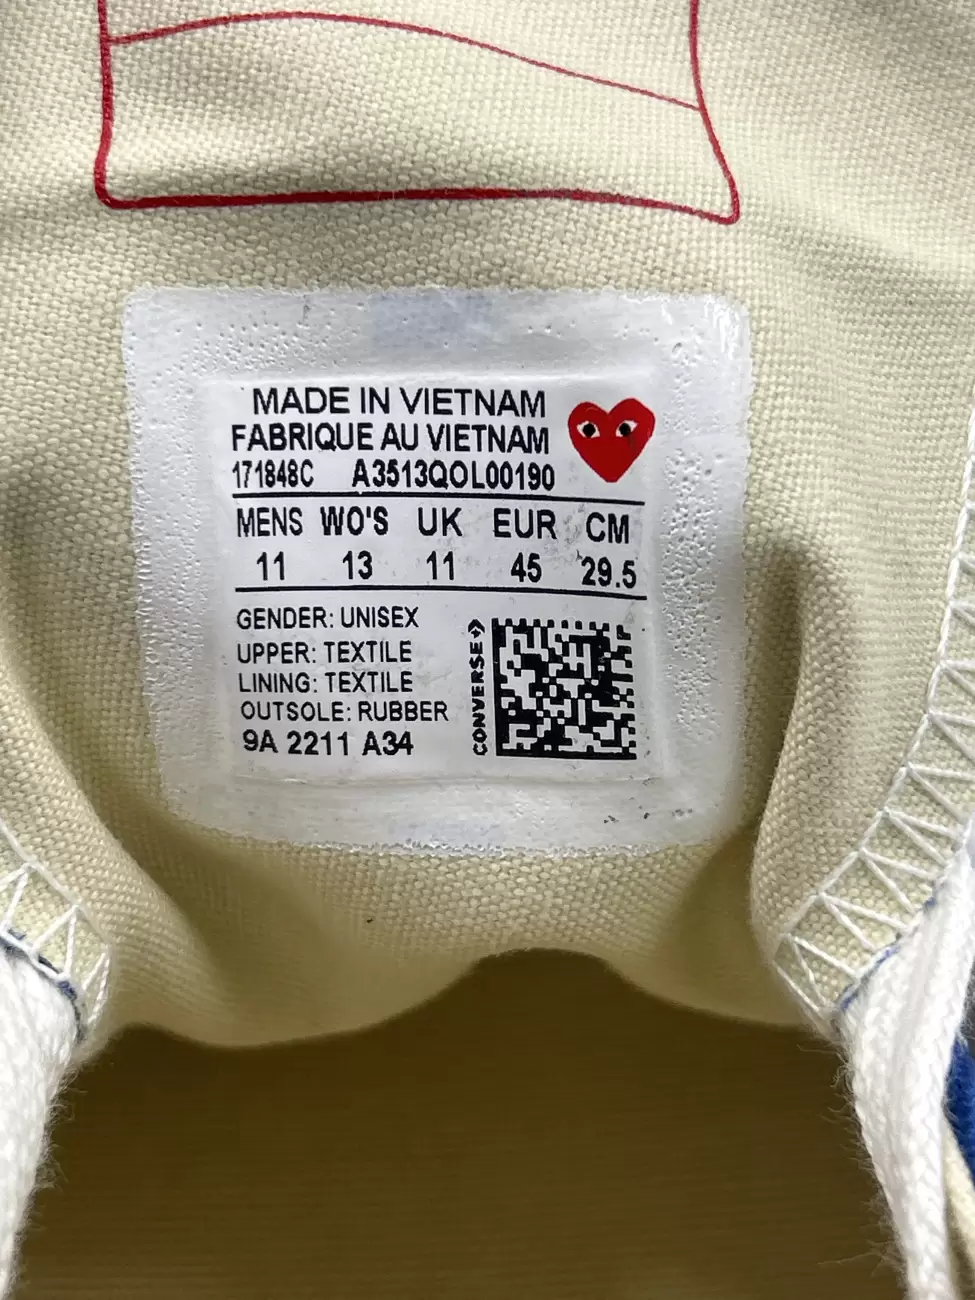 MADE IN VIETNAM
FABRIQUE AU VIETNAM
171848C A3513QOL00190
MENS WO'S UK EUR CM
11 13 11 45 29.5
GENDER: UNISEX
UPPER: TEXTILE
LINING: TEXTILE
OUTSOLE: RUBBER
9A 2211 A34
CONVERSE